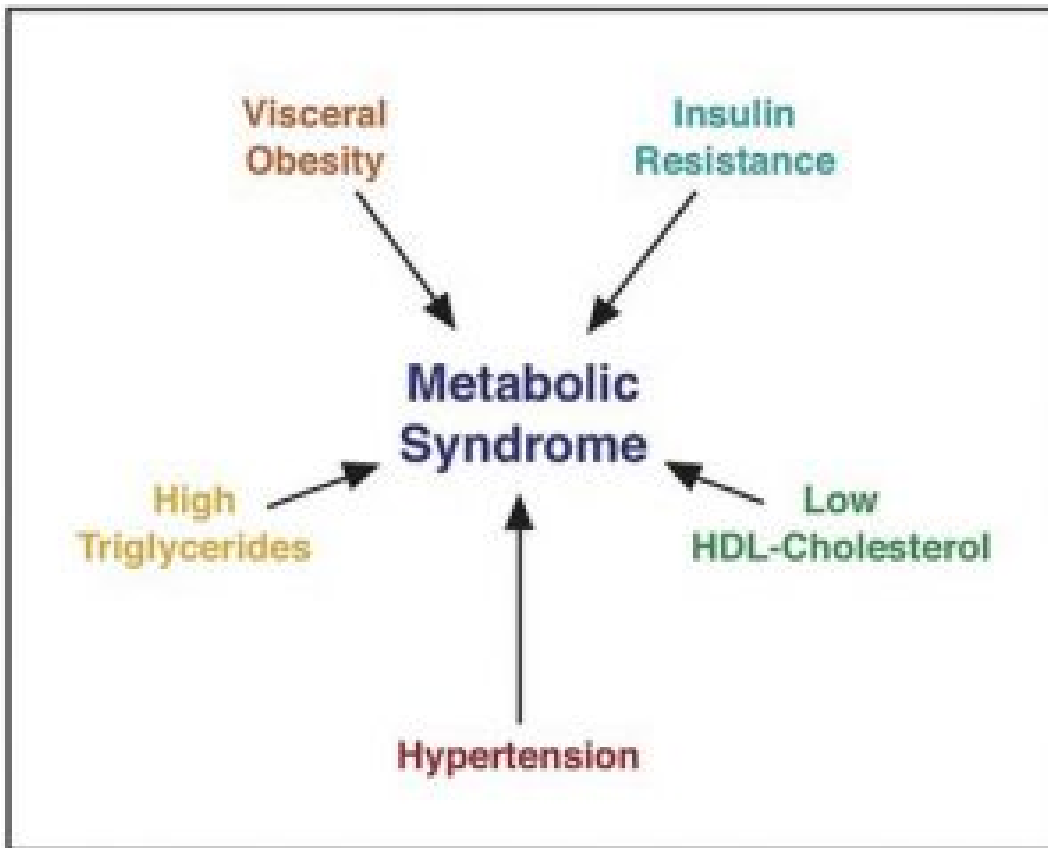 Visceral
Obesity
Insulin
Resistance
Metabolic
Syndrome
High
Triglycerides
Low
HDL-Cholesterol
Hypertension